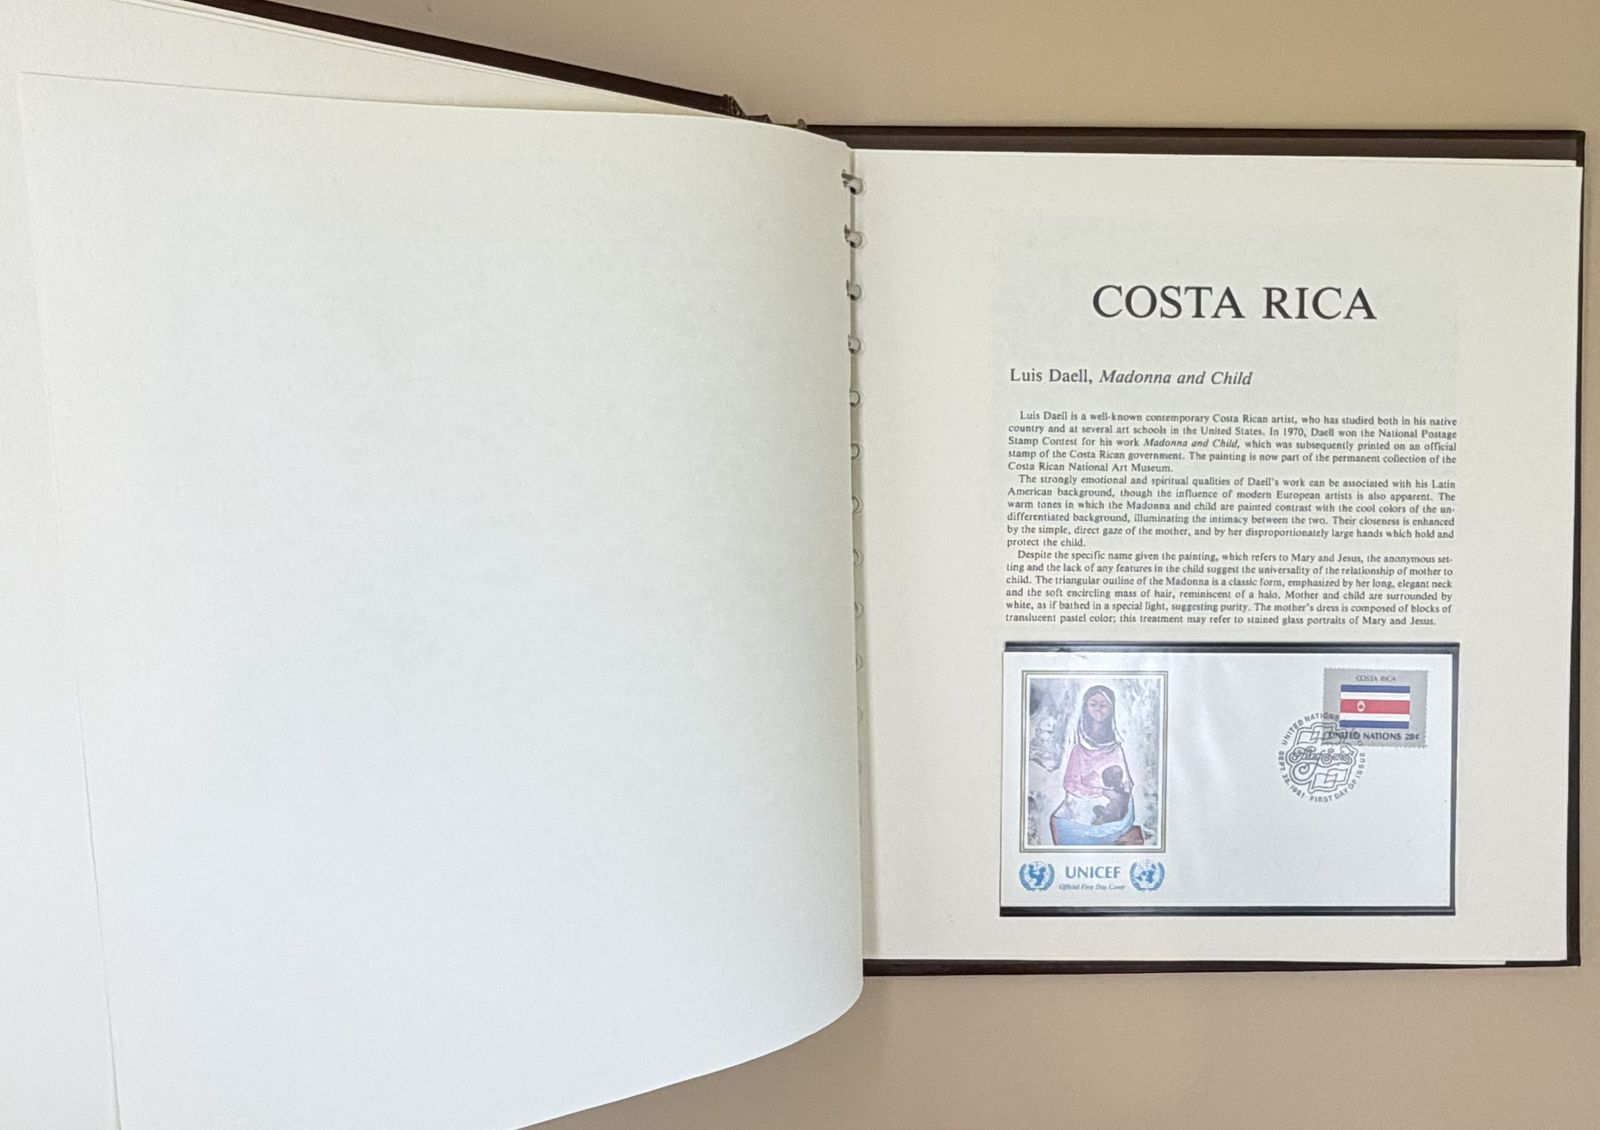 COSTA RICA
Luis Daell, Madonna and Child
Luis Daell is a well-known contemporary Costa Rican artist, who has studied both in his native
country and at several art schools in the United States. In 1970, Daell won the National Postage
Stamp Contest for his work Madonna and Child, which was subsequently printed on an official
stamp of the Costa Rican government. The painting is now part of the permanent collection of the
Costa Rican National Art Museum.
The strongly emotional and spiritual qualities of Daell's work can be associated with his Latin
American background, though the influence of modern European artists is also apparent. The
warm tones in which the Madonna and child are painted contrast with the cool colors of the un-
differentiated background, illuminating the intimacy between the two. Their closeness is enhanced
by the simple, direct gaze of the mother, and by her disproportionately large hands which hold and
protect the child.
Despite the specific name given the painting, which refers to Mary and Jesus, the anonymous set-
ting and the lack of any features in the child suggest the universality of the relationship of mother to
child. The triangular outline of the Madonna is a classic form, emphasized by her long, elegant neck
and the soft encircling mass of hair, reminiscent of a halo. Mother and child are surrounded by
white, as if bathed in a special light, suggesting purity. The mother's dress is composed of blocks of
translucent pastel color; this treatment may refer to stained glass portraits of Mary and Jesus.
COSTA RICA
UNITED NATIONS 20c
UNITED NATIONS
Flag Series
SEPT. 25, 1981 FIRST DAY OF ISSUE
UNICEF
Official First Day Cover